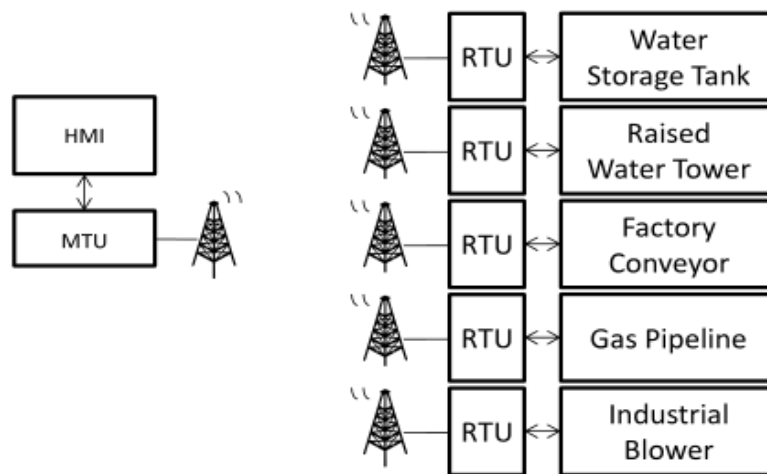 HMI
MTU
RTU
Water
Storage Tank
RTU
Raised
Water Tower
RTU
Factory
Conveyor
RTU
Gas Pipeline
RTU
Industrial
Blower